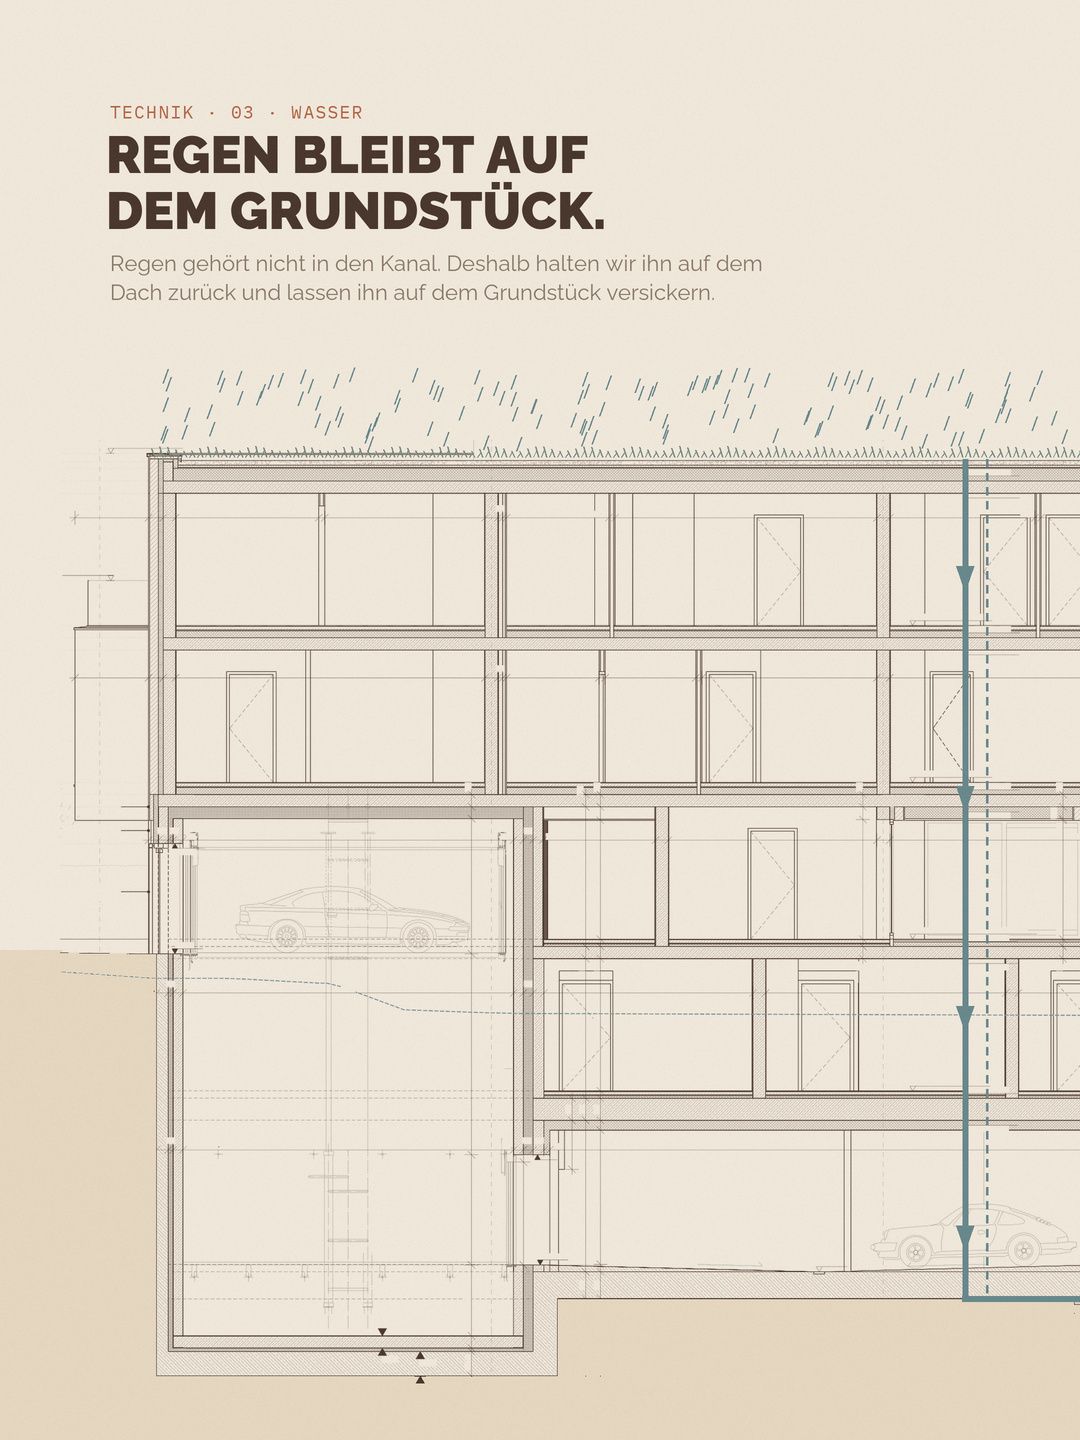 TECHNIK · 03 · WASSER
REGEN BLEIBT AUF
DEM GRUNDSTÜCK.
Regen gehört nicht in den Kanal. Deshalb halten wir ihn auf dem
Dach zurück und lassen ihn auf dem Grundstück versickern.